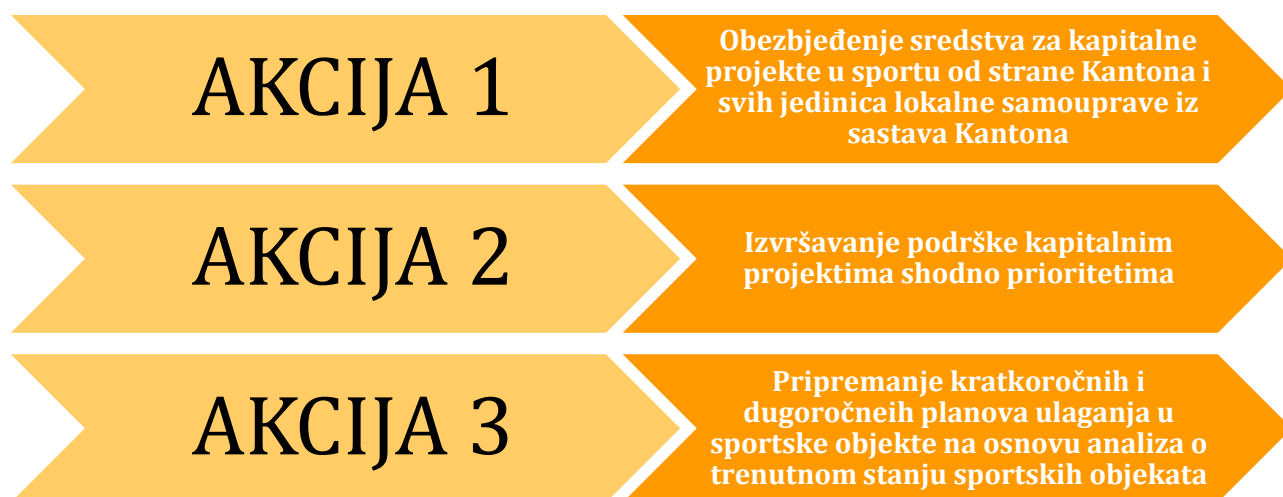 AKCIJA 1
Obezbjeđenje sredstva za kapitalne
projekte u sportu od strane Kantona i
svih jedinica lokalne samouprave iz
sastava Kantona
AKCIJA 2
Izvršavanje podrške kapitalnim
projektima shodno prioritetima
AKCIJA 3
Pripremanje kratkoročnih i
dugoročneih planova ulaganja u
sportske objekte na osnovu analiza o
trenutnom stanju sportskih objekata